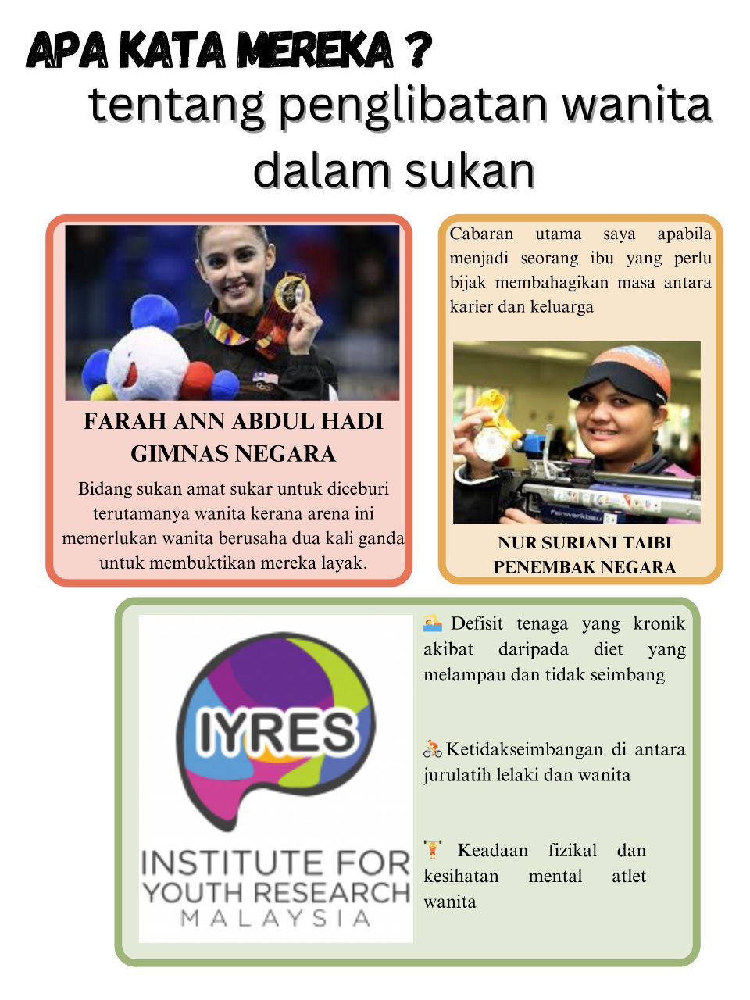 APA KATA MEREKA ?
tentang penglibatan wanita
dalam sukan
FARAH ANN ABDUL HADI
GIMNAS NEGARA
Bidang sukan amat sukar untuk diceburi
terutamanya wanita kerana arena ini
memerlukan wanita berusaha dua kali ganda
untuk membuktikan mereka layak.
Cabaran utama saya apabila
menjadi seorang ibu yang perlu
bijak membahagikan masa antara
karier dan keluarga
Feinwerkbau
NUR SURIANI TAIBI
PENEMBAK NEGARA
IYRES
INSTITUTE FOR
YOUTH RESEARCH
MALAYSIA
🏊 Defisit tenaga yang kronik
akibat daripada diet yang
melampau dan tidak seimbang
🚴 Ketidakseimbangan di antara
jurulatih lelaki dan wanita
🏋 Keadaan fizikal dan
kesihatan mental atlet
wanita